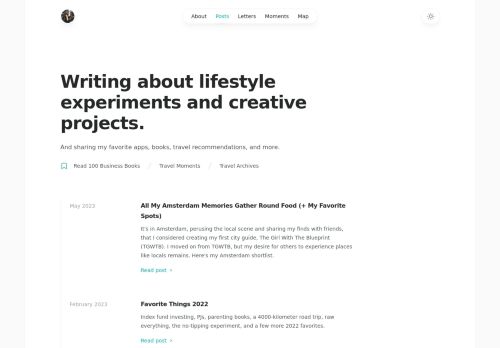 About Posts Letters Moments Map
Writing about lifestyle
experiments and creative
projects.
And sharing my favorite apps, books, travel recommendations, and more.
Read 100 Business Books / Travel Moments / Travel Archives
May 2023
All My Amsterdam Memories Gather Round Food (+ My Favorite
Spots)
It's in Amsterdam, perusing the local scene and sharing my finds with friends,
that I considered creating my first city guide, The Girl With The Blueprint
(TGWTB). I moved on from TGWTB, but my desire for others to experience places
like locals remains. Here's my Amsterdam shortlist.
Read post ›
February 2023
Favorite Things 2022
Index fund investing, PJs, parenting books, a 4000-kilometer road trip, raw
everything, the no-tipping experiment, and a few more 2022 favorites.
Read post ›